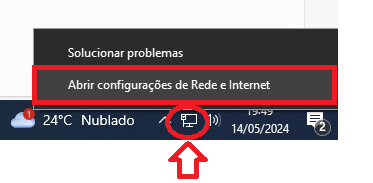 Solucionar problemas
Abrir configurações de Rede e Internet
1
24°C Nublado
19:49
14/05/2024
2